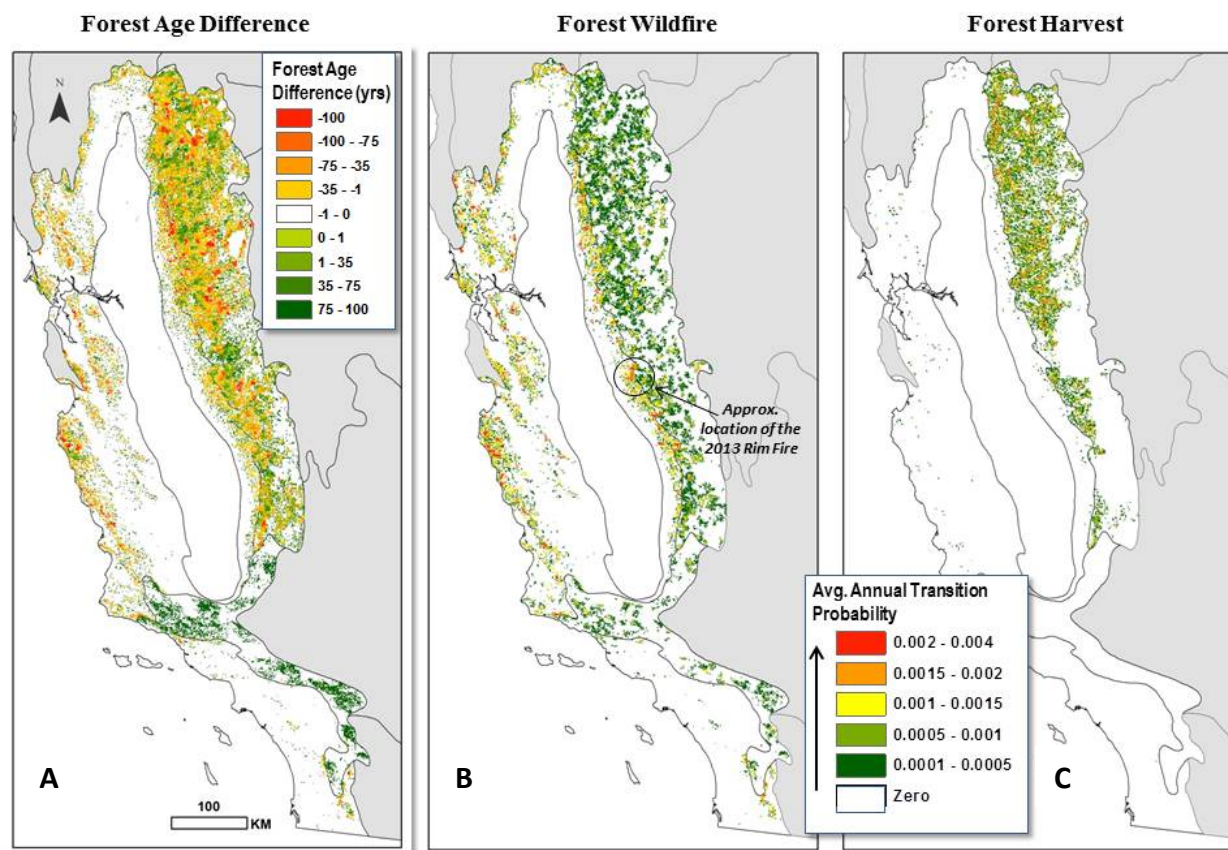 Forest Age Difference
Forest Wildfire
Forest Harvest
N
Forest Age
Difference (yrs)
-100
-100 - -75
-75 - -35
-35 - -1
-1 - 0
0 - 1
1 - 35
35 - 75
75 - 100
Approx.
location of the
2013 Rim Fire
Avg. Annual Transition
Probability
0.002 - 0.004
0.0015 - 0.002
0.001 - 0.0015
0.0005 - 0.001
0.0001 - 0.0005
Zero
A
B
C
100
KM